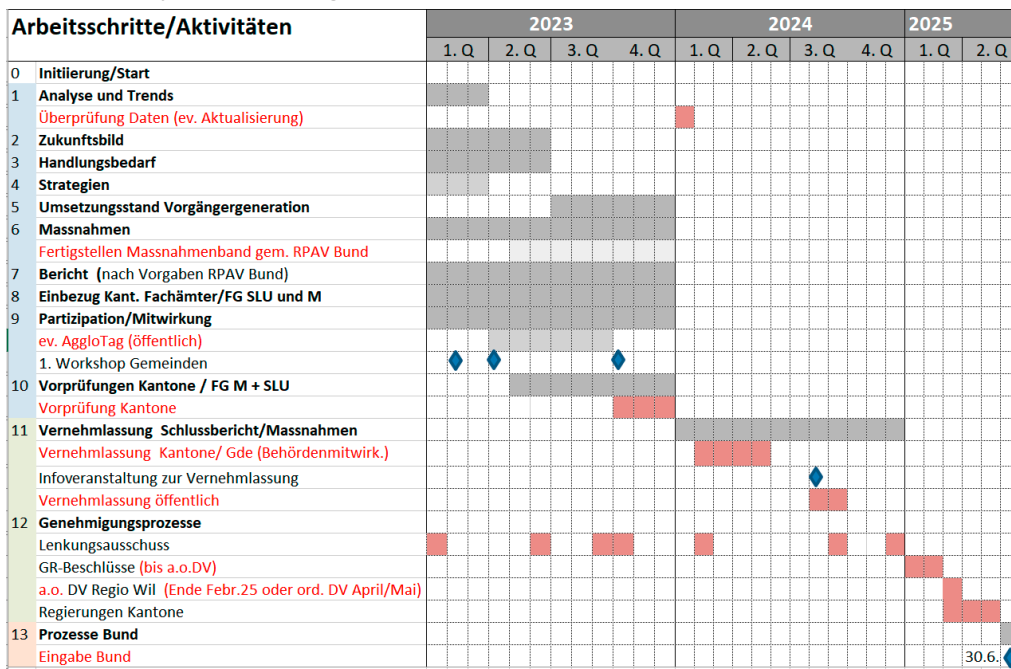 Arbeitsschritte/Aktivitäten 2023 2024 2025
1. Q 2. Q 3. Q 4. Q 1. Q 2. Q 3. Q 4. Q 1. Q 2. Q
0 Initiierung/Start
1 Analyse und Trends
Überprüfung Daten (ev. Aktualisierung)
2 Zukunftsbild
3 Handlungsbedarf
4 Strategien
5 Umsetzungsstand Vorgängergeneration
6 Massnahmen
Fertigstellen Massnahmenband gem. RPAV Bund
7 Bericht (nach Vorgaben RPAV Bund)
8 Einbezug Kant. Fachämter/FG SLU und M
9 Partizipation/Mitwirkung
ev. AggloTag (öffentlich)
1. Workshop Gemeinden
10 Vorprüfungen Kantone / FG M + SLU
Vorprüfung Kantone
11 Vernehmlassung Schlussbericht/Massnahmen
Vernehmlassung Kantone/ Gde (Behördenmitwirk.)
Infoveranstaltung zur Vernehmlassung
Vernehmlassung öffentlich
12 Genehmigungsprozesse
Lenkungsausschuss
GR-Beschlüsse (bis a.o.DV)
a.o. DV Regio Wil (Ende Febr.25 oder ord. DV April/Mai)
Regierungen Kantone
13 Prozesse Bund
Eingabe Bund 30.6.